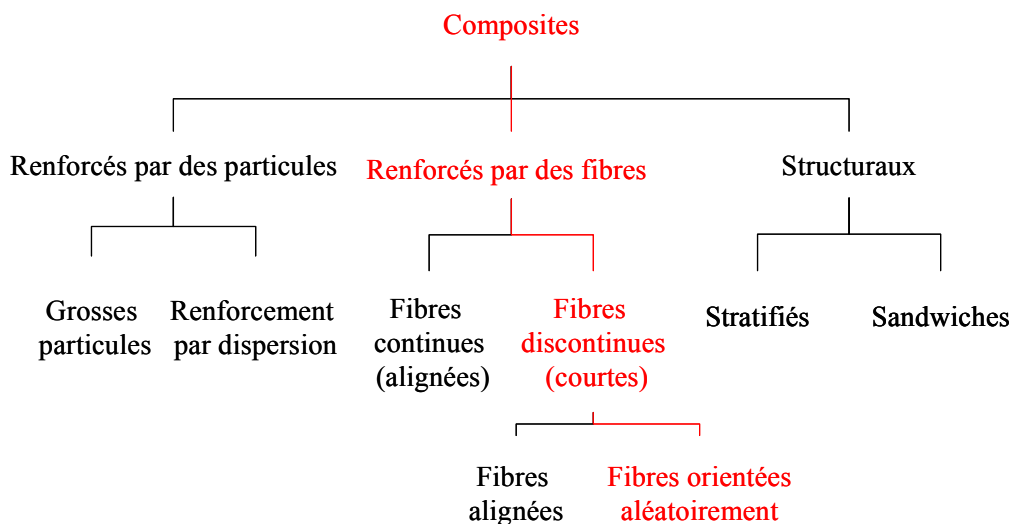 Composites
Renforcés par des particules
Renforcés par des fibres
Structuraux
Grosses
particules
Renforcement
par dispersion
Fibres
continues
(alignées)
Fibres
discontinues
(courtes)
Stratifiés
Sandwiches
Fibres
alignées
Fibres orientées
aléatoirement